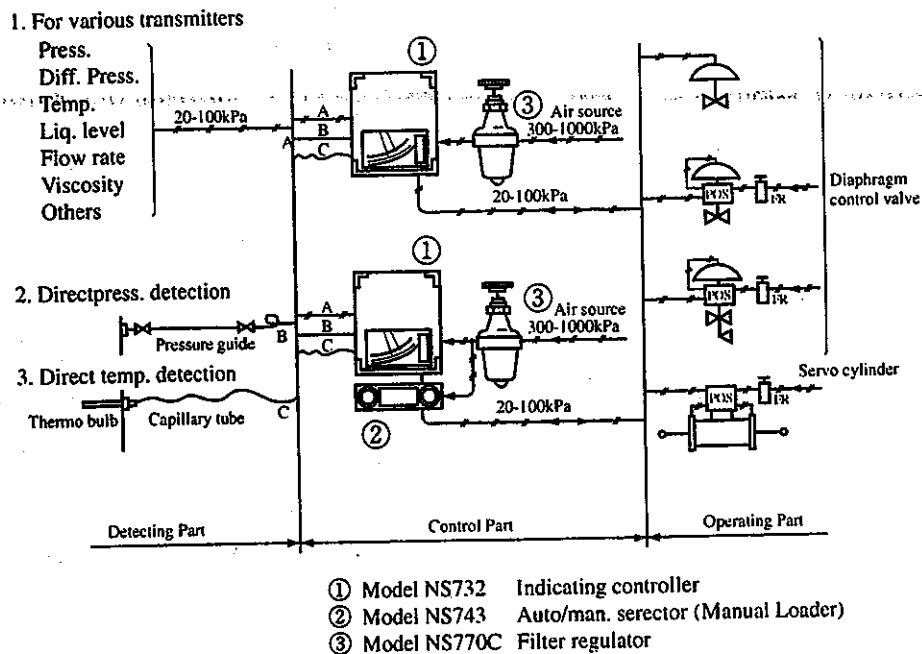 1. For various transmitters
Press.
Diff. Press.
Temp.
Liq. level
Flow rate
Viscosity
Others
20-100kPa
A
①
A
B
C
③
Air source
300-1000kPa
20-100kPa
POS
FR
Diaphragm
control valve
POS
FR
2. Directpress. detection
Pressure guide
B
①
A
B
C
③
Air source
300-1000kPa
②
20-100kPa
3. Direct temp. detection
Thermo bulb
Capillary tube
C
Servo cylinder
POS
FR
Detecting Part
Control Part
Operating Part
① Model NS732 Indicating controller
② Model NS743 Auto/man. serector (Manual Loader)
③ Model NS770C Filter regulator